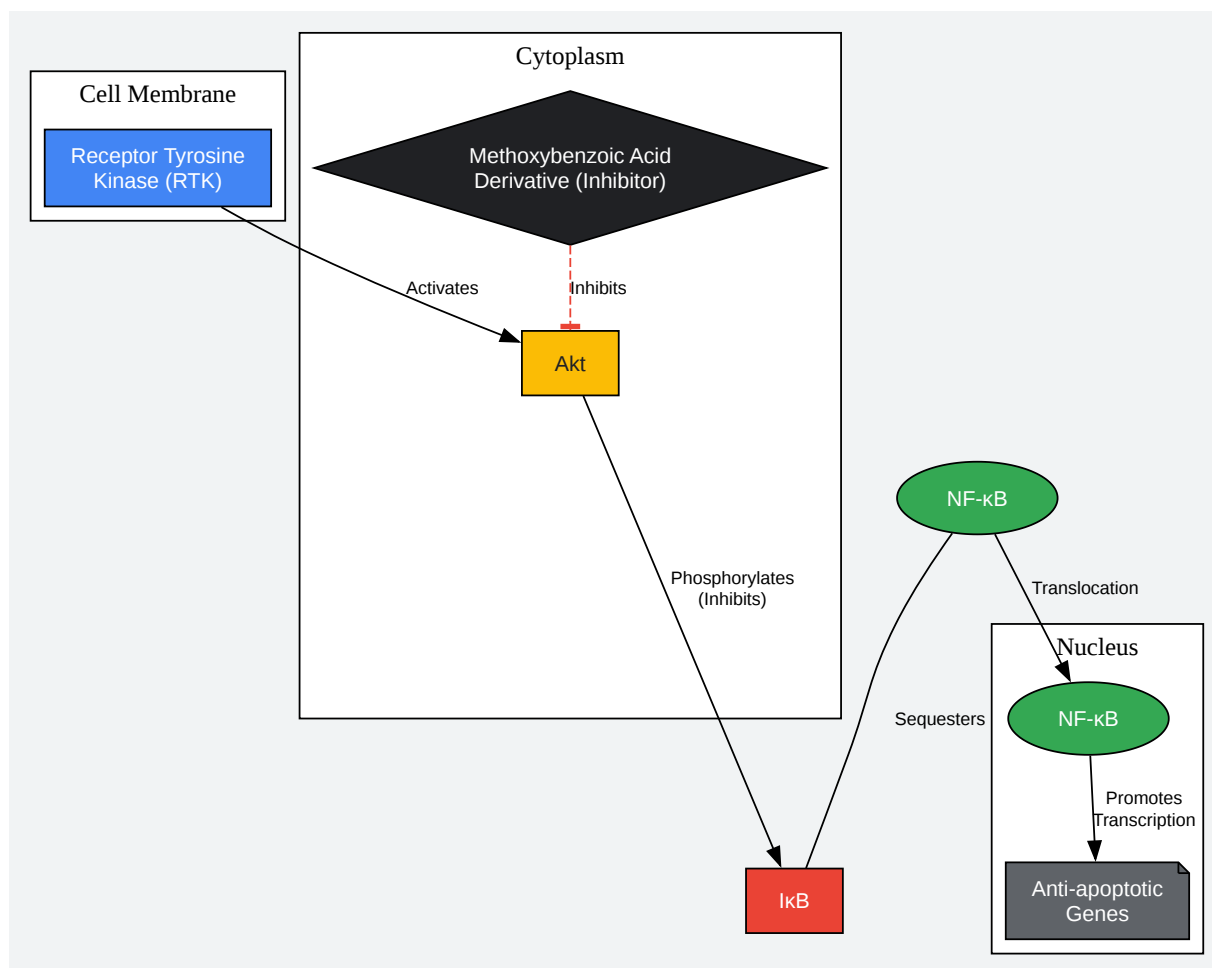 Cytoplasm
Cell Membrane
Receptor Tyrosine
Kinase (RTK)
Methoxybenzoic Acid
Derivative (Inhibitor)
Activates
Inhibits
Akt
NF-κB
Phosphorylates
(Inhibits)
Translocation
Nucleus
NF-κB
Sequesters
Promotes
Transcription
IκB
Anti-apoptotic
Genes